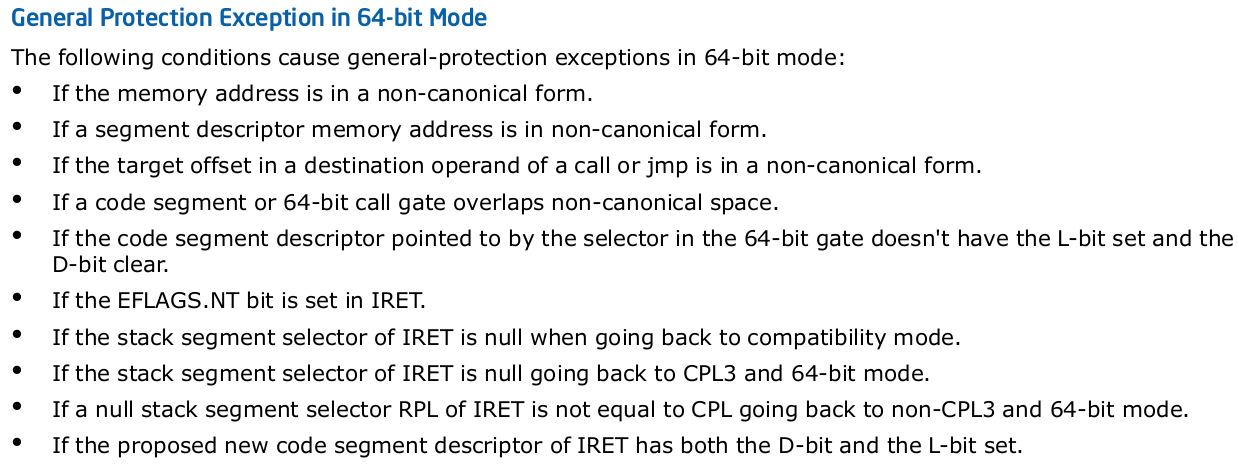 General Protection Exception in 64-bit Mode
The following conditions cause general-protection exceptions in 64-bit mode:
• If the memory address is in a non-canonical form.
• If a segment descriptor memory address is in non-canonical form.
• If the target offset in a destination operand of a call or jmp is in a non-canonical form.
• If a code segment or 64-bit call gate overlaps non-canonical space.
• If the code segment descriptor pointed to by the selector in the 64-bit gate doesn't have the L-bit set and the
D-bit clear.
• If the EFLAGS.NT bit is set in IRET.
• If the stack segment selector of IRET is null when going back to compatibility mode.
• If the stack segment selector of IRET is null going back to CPL3 and 64-bit mode.
• If a null stack segment selector RPL of IRET is not equal to CPL going back to non-CPL3 and 64-bit mode.
• If the proposed new code segment descriptor of IRET has both the D-bit and the L-bit set.